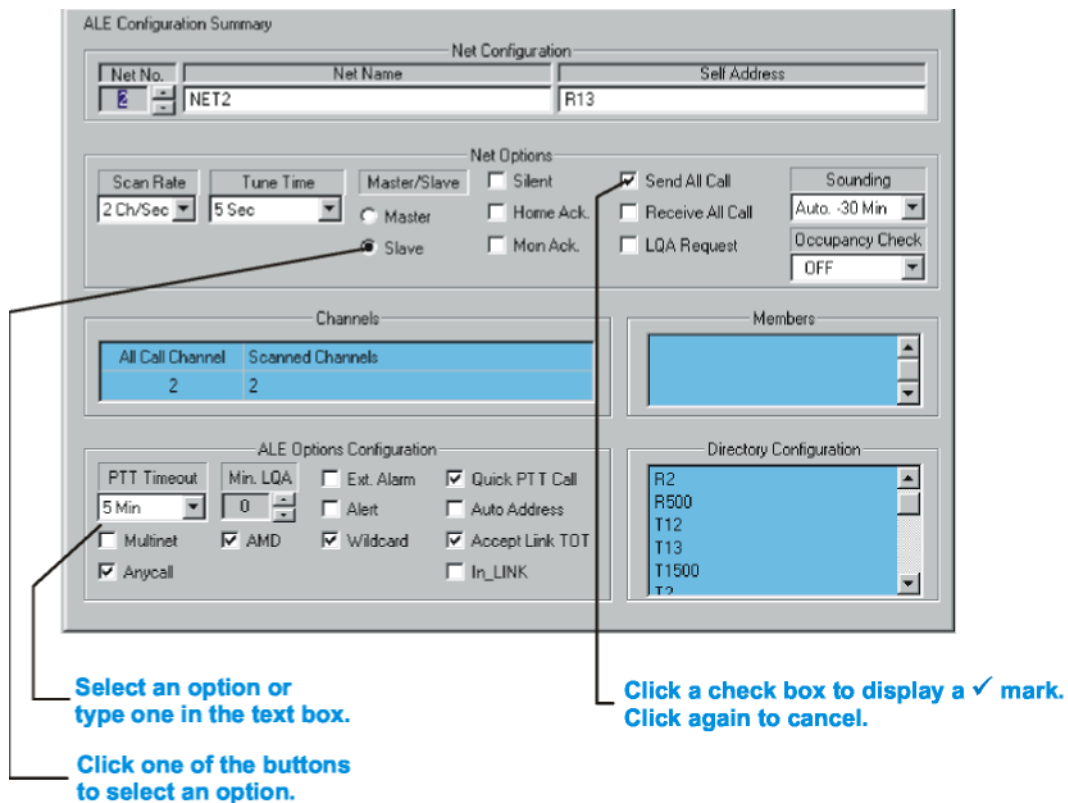 ALE Configuration Summary
Net Configuration
Net No. Net Name Self Address
2 NET2 R13
Net Options
Scan Rate Tune Time Master/Slave Silent Send All Call Sounding
2 Ch/Sec 5 Sec Master Home Ack. Receive All Call Auto. -30 Min
Slave Mon Ack. LQA Request Occupancy Check
OFF
Channels Members
All Call Channel Scanned Channels
2 2
ALE Options Configuration Directory Configuration
PTT Timeout Min. LQA Ext. Alarm Quick PTT Call R2
5 Min 0 Alert Auto Address R500
T12
Multinet AMD Wildcard Accept Link TOT T13
Anycall In_LINK T1500
T2
Select an option or
type one in the text box.
Click a check box to display a ✓ mark.
Click again to cancel.
Click one of the buttons
to select an option.